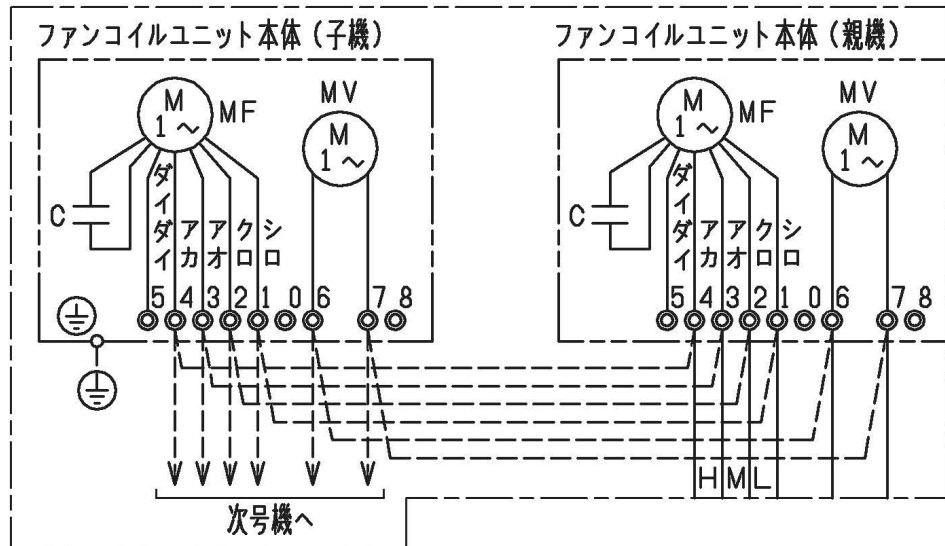 ファンコイルユニット本体（子機）
M
1～
MF
MV
M
1～
C
ダイダイ
アカ
アオ
クロ
シロ
5 4 3 2 1 0 6 7 8
ファンコイルユニット本体（親機）
M
1～
MF
MV
M
1～
C
ダイダイ
アカ
アオ
クロ
シロ
5 4 3 2 1 0 6 7 8
H M L
次号機へ